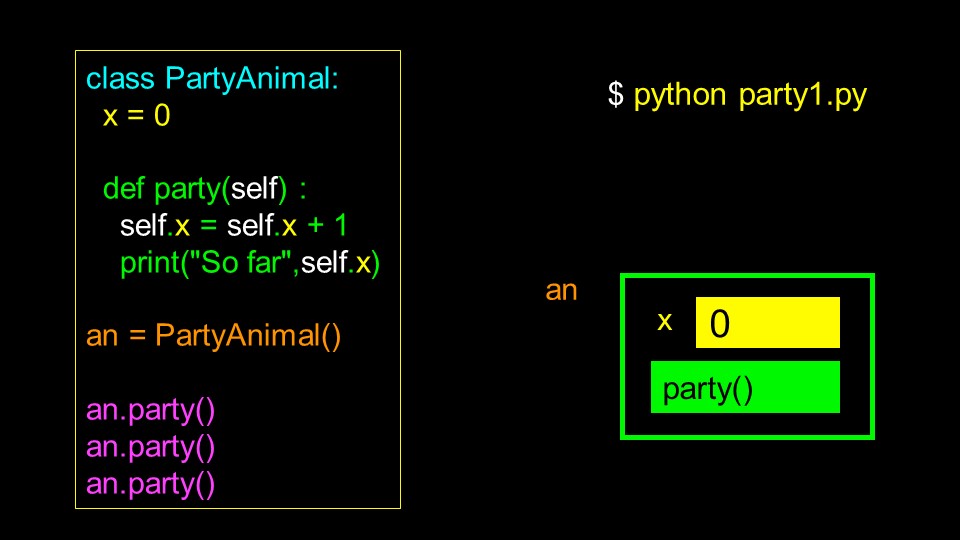 class PartyAnimal:
x = 0
def party(self) :
self.x = self.x + 1
print("So far",self.x)
an = PartyAnimal()
an.party()
an.party()
an.party()
$ python party1.py
an
x
0
party()